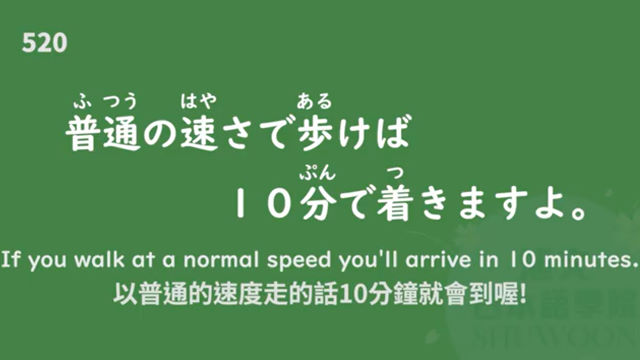 520
ふ つう はや ある
普通の速さで歩けば
ぷん つ
10分で着きますよ。
If you walk at a normal speed you'll arrive in 10 minutes.
以普通的速度走的話10分鐘就會到喔!
SHUWOON